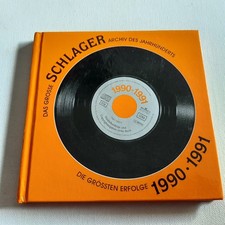 DAS GROSSE SCHLAGER ARCHIV DES JAHRHUNDERTS
1990-1991
DIE GRÖSSTEN ERFOLGE 1990·1991